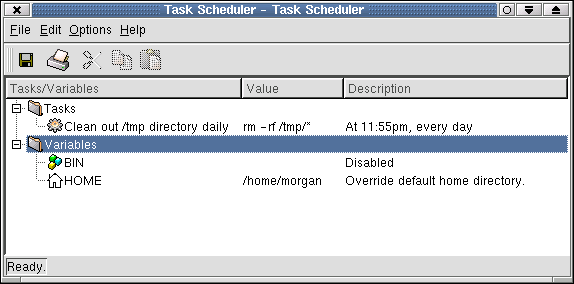 Task Scheduler - Task Scheduler
File Edit Options Help
Tasks/Variables Value Description
Tasks
Clean out /tmp directory daily rm -rf /tmp/* At 11:55pm, every day
Variables
BIN Disabled
HOME /home/morgan Override default home directory.
Ready.